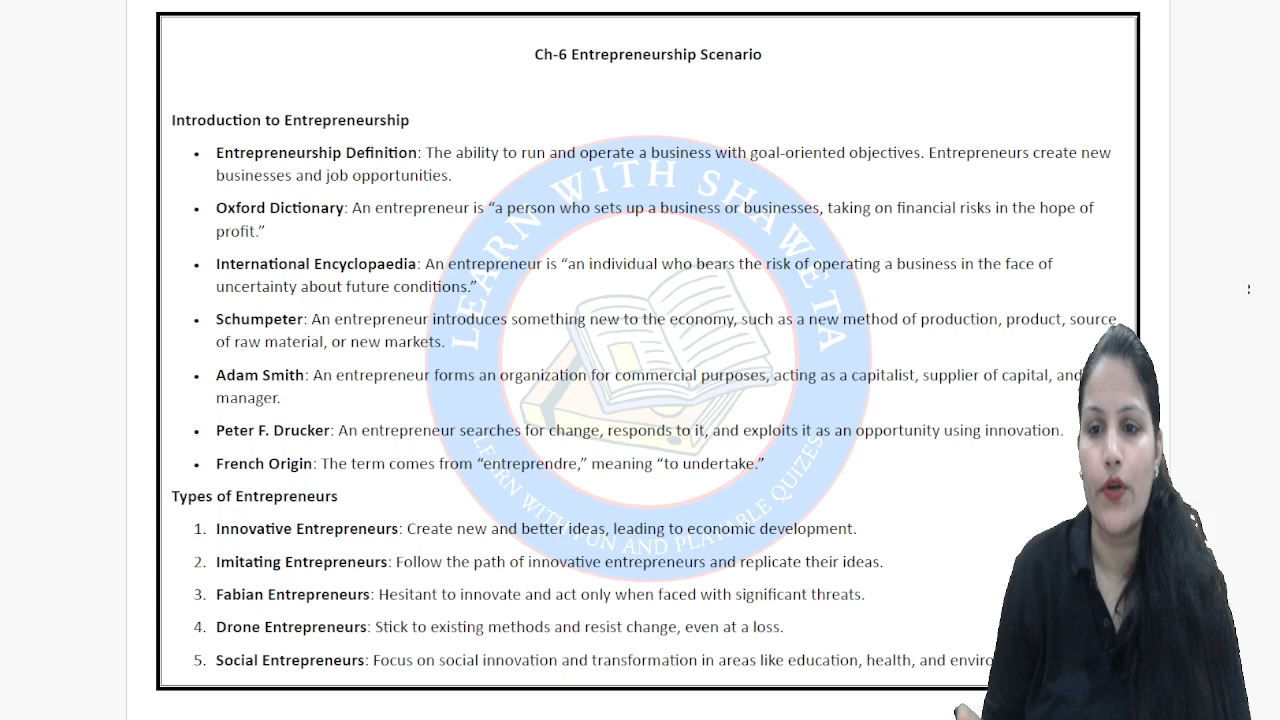 Ch-6 Entrepreneurship Scenario
Introduction to Entrepreneurship
• Entrepreneurship Definition: The ability to run and operate a business with goal-oriented objectives. Entrepreneurs create new
businesses and job opportunities.
• Oxford Dictionary: An entrepreneur is “a person who sets up a business or businesses, taking on financial risks in the hope of
profit.”
• International Encyclopaedia: An entrepreneur is “an individual who bears the risk of operating a business in the face of
uncertainty about future conditions.”
• Schumpeter: An entrepreneur introduces something new to the economy, such as a new method of production, product, source
of raw material, or new markets.
• Adam Smith: An entrepreneur forms an organization for commercial purposes, acting as a capitalist, supplier of capital, and
manager.
• Peter F. Drucker: An entrepreneur searches for change, responds to it, and exploits it as an opportunity using innovation.
• French Origin: The term comes from “entreprendre,” meaning “to undertake.”
Types of Entrepreneurs
1. Innovative Entrepreneurs: Create new and better ideas, leading to economic development.
2. Imitating Entrepreneurs: Follow the path of innovative entrepreneurs and replicate their ideas.
3. Fabian Entrepreneurs: Hesitant to innovate and act only when faced with significant threats.
4. Drone Entrepreneurs: Stick to existing methods and resist change, even at a loss.
5. Social Entrepreneurs: Focus on social innovation and transformation in areas like education, health, and enviro
LEARN WITH SHAWETA
LEARN WITH FUN AND PLAYABLE QUIZES